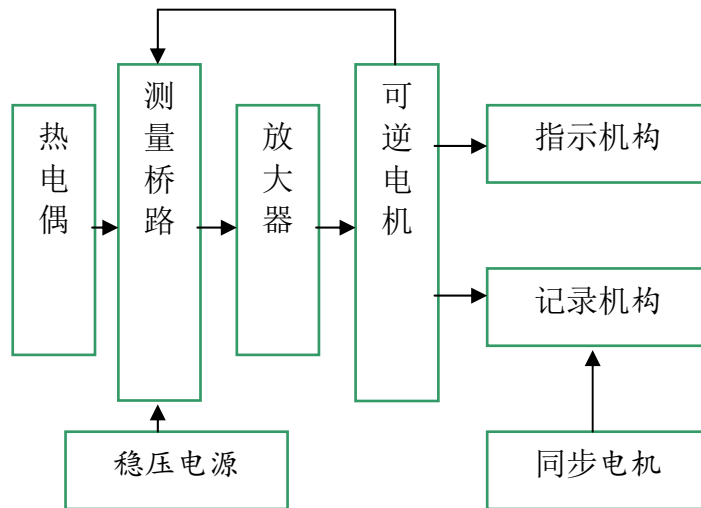 热电偶
测量桥路
放大器
可逆电机
指示机构
记录机构
稳压电源
同步电机